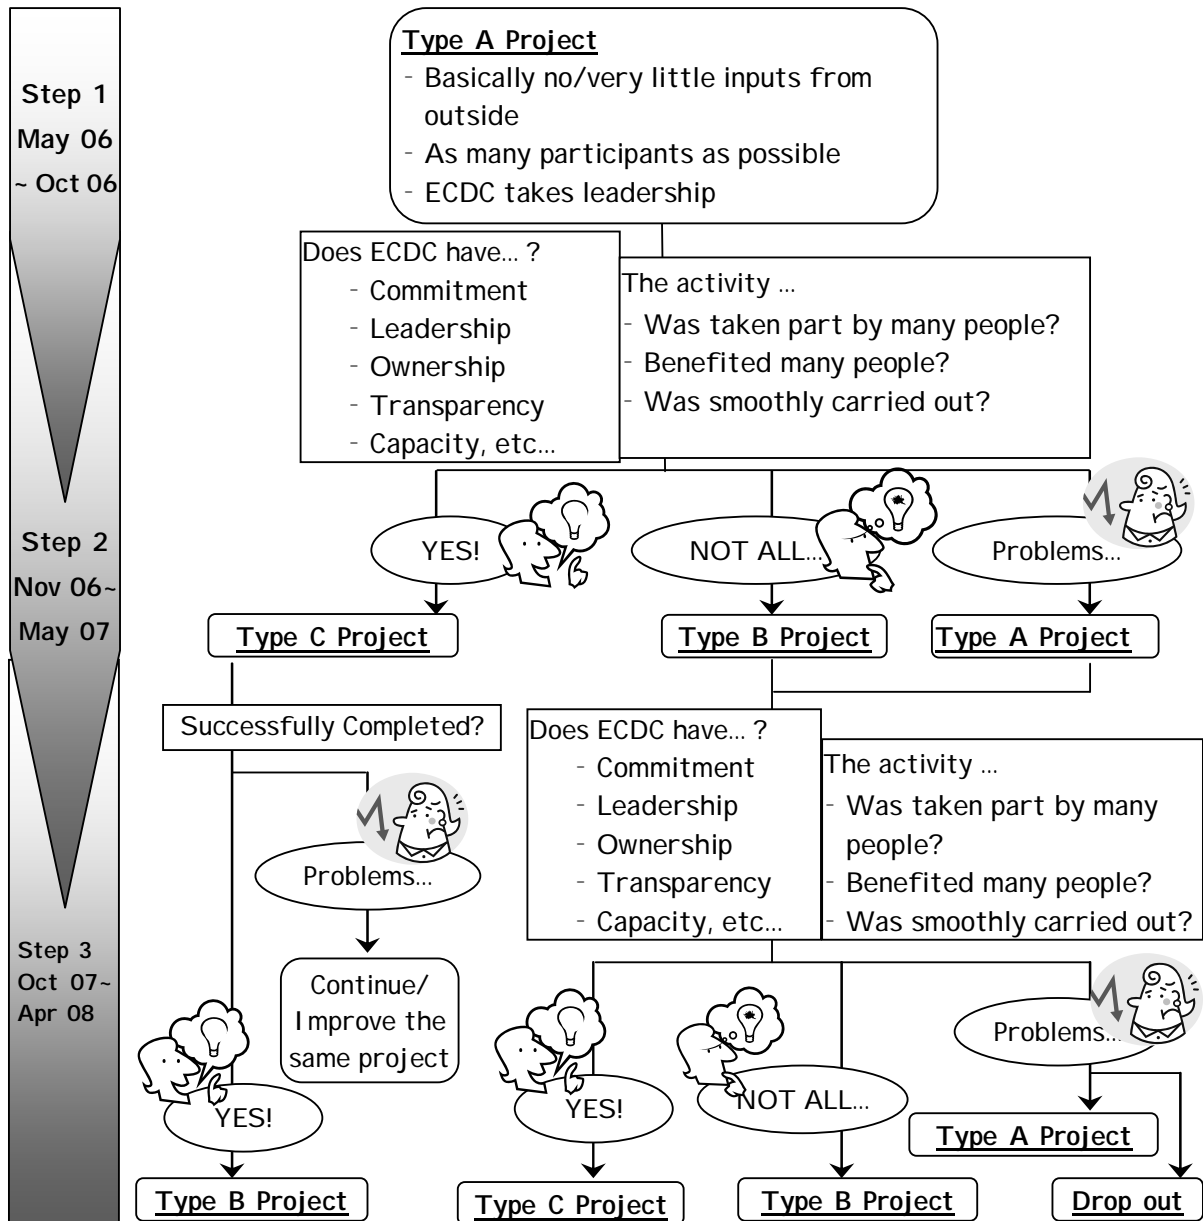 Step 1
May 06
~ Oct 06
Type A Project
- Basically no/very little inputs from
outside
- As many participants as possible
- ECDC takes leadership
Does ECDC have... ?
- Commitment
- Leadership
- Ownership
- Transparency
- Capacity, etc...
The activity ...
- Was taken part by many people?
- Benefited many people?
- Was smoothly carried out?
Step 2
Nov 06~
May 07
YES!
NOT ALL...
Problems...
Type C Project
Type B Project
Type A Project
Successfully Completed?
Problems...
Continue/
Improve the
same project
YES!
Type B Project
Does ECDC have... ?
- Commitment
- Leadership
- Ownership
- Transparency
- Capacity, etc...
The activity ...
- Was taken part by many
people?
- Benefited many people?
- Was smoothly carried out?
Step 3
Oct 07~
Apr 08
YES!
NOT ALL...
Problems...
Type A Project
Type C Project
Type B Project
Drop out